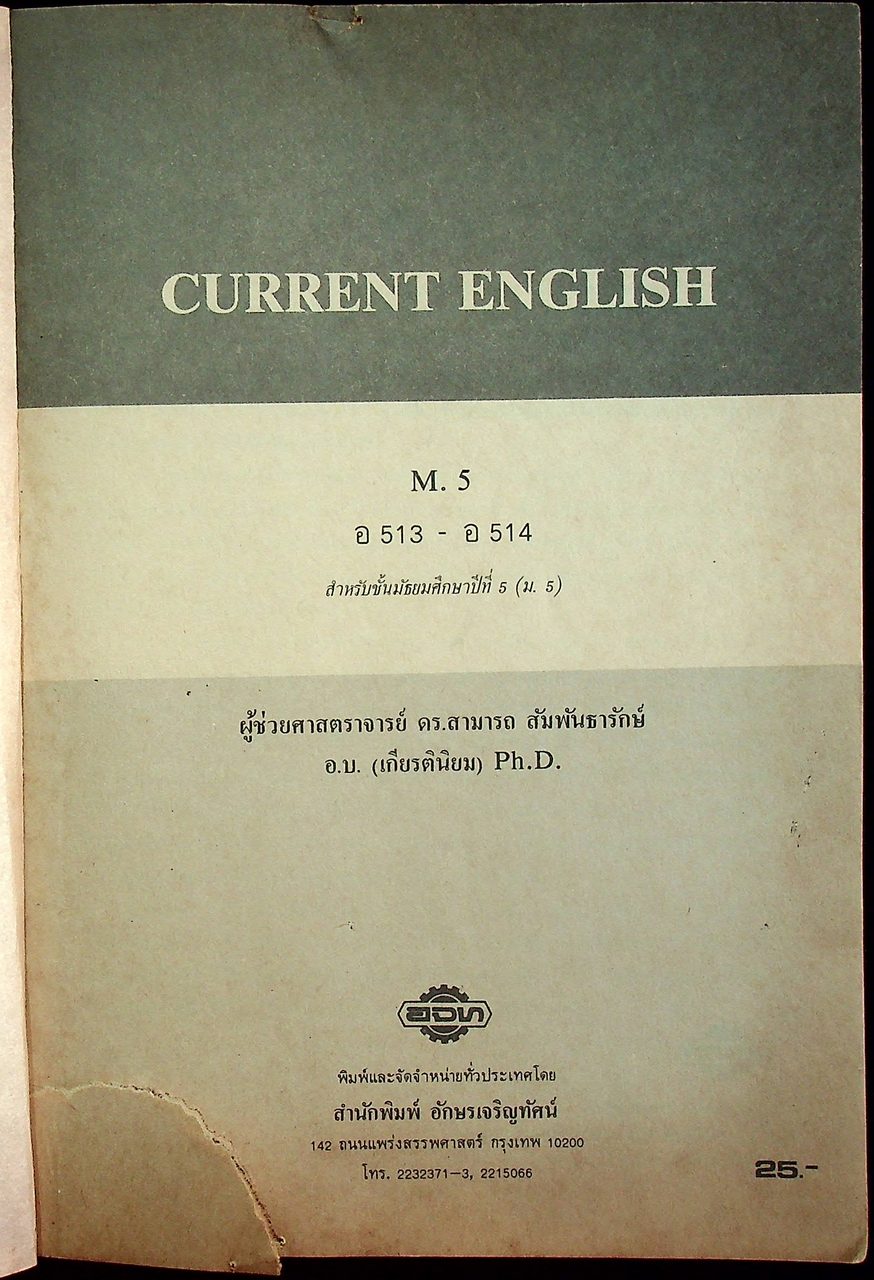 CURRENT ENGLISH
M. 5
อ 513 - อ 514
สำหรับชั้นมัธยมศึกษาปีที่ 5 (ม. 5)
ผู้ช่วยศาสตราจารย์ ดร.สามารถ สัมพันธารักษ์
อ.บ. (เกียรตินิยม) Ph.D.
อจท
พิมพ์และจัดจำหน่ายทั่วประเทศโดย
สำนักพิมพ์ อักษรเจริญทัศน์
142 ถนนแพร่งสรรพศาสตร์ กรุงเทพ 10200
โทร. 2232371–3, 2215066
25.-